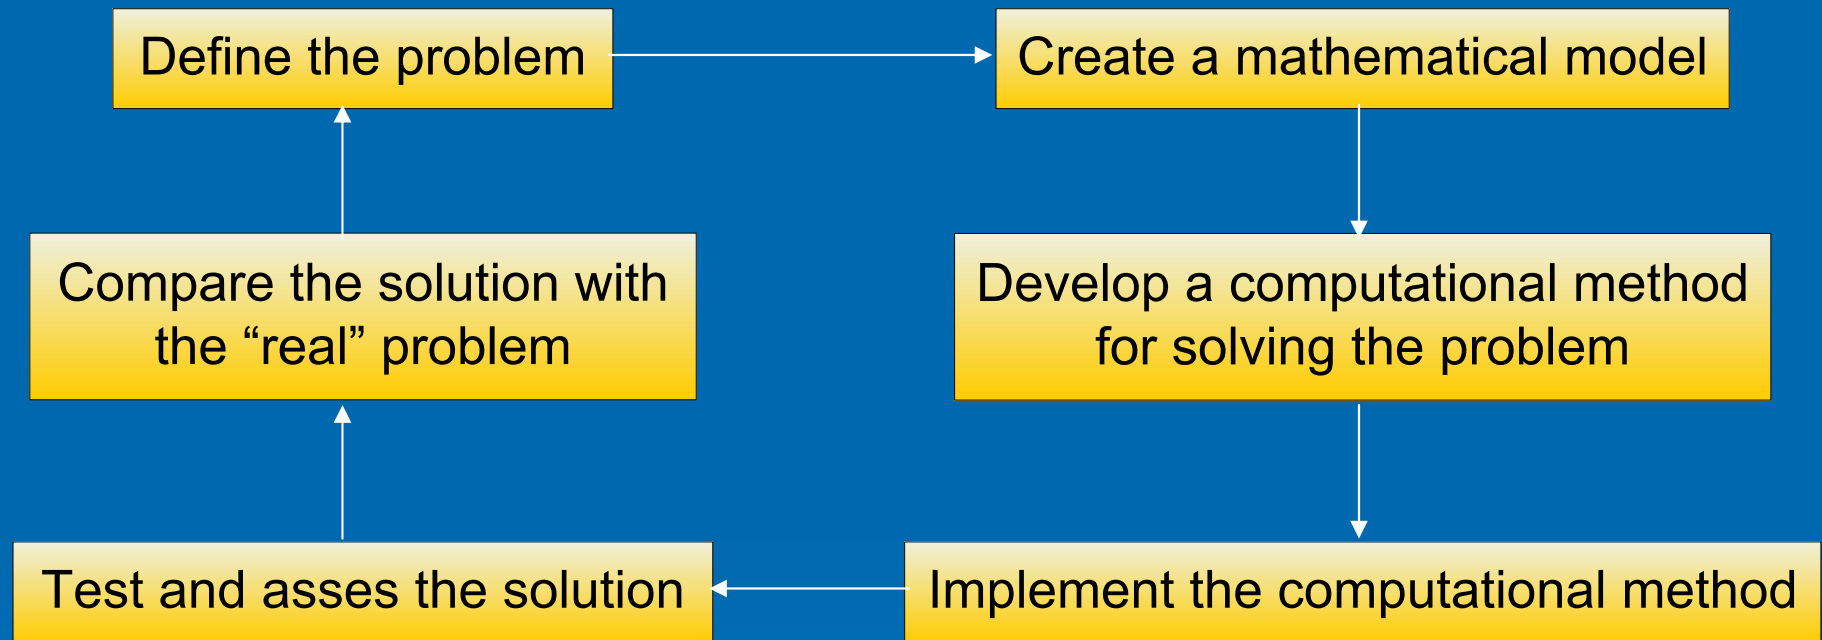 Define the problem
Create a mathematical model
Compare the solution with
the “real” problem
Develop a computational method
for solving the problem
Test and asses the solution
Implement the computational method